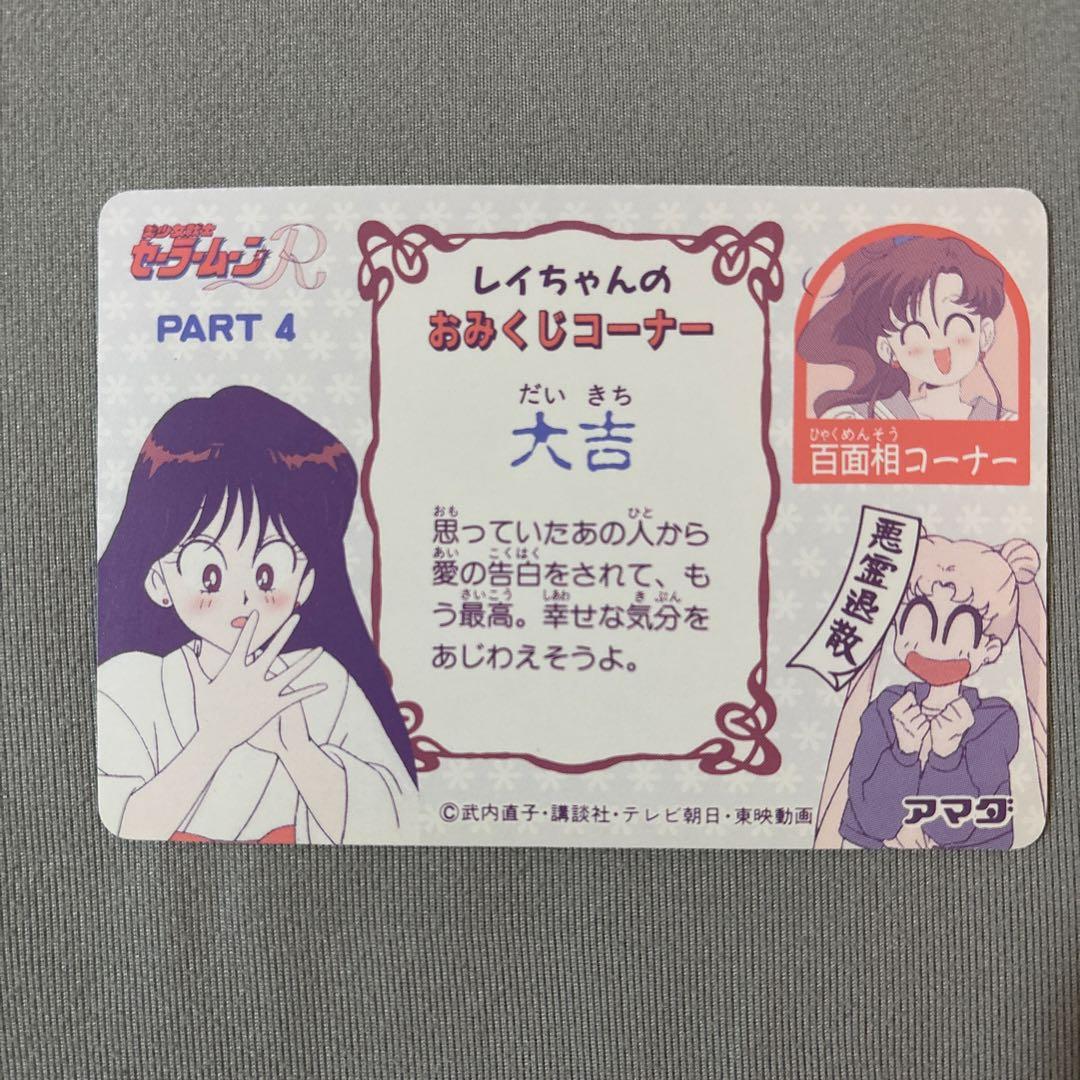 美少女戦士
セーラームーンR
PART 4
レイちゃんの
おみくじコーナー
だい きち
大吉
おも ひと
思っていたあの人から
あい こくはく
愛の告白をされて、も
さいこう しあわ き ぶん
う最高。幸せな気分を
あじわえそうよ。
ひゃくめんそう
百面相コーナー
悪霊退散
©武内直子・講談社・テレビ朝日・東映動画
アマダ